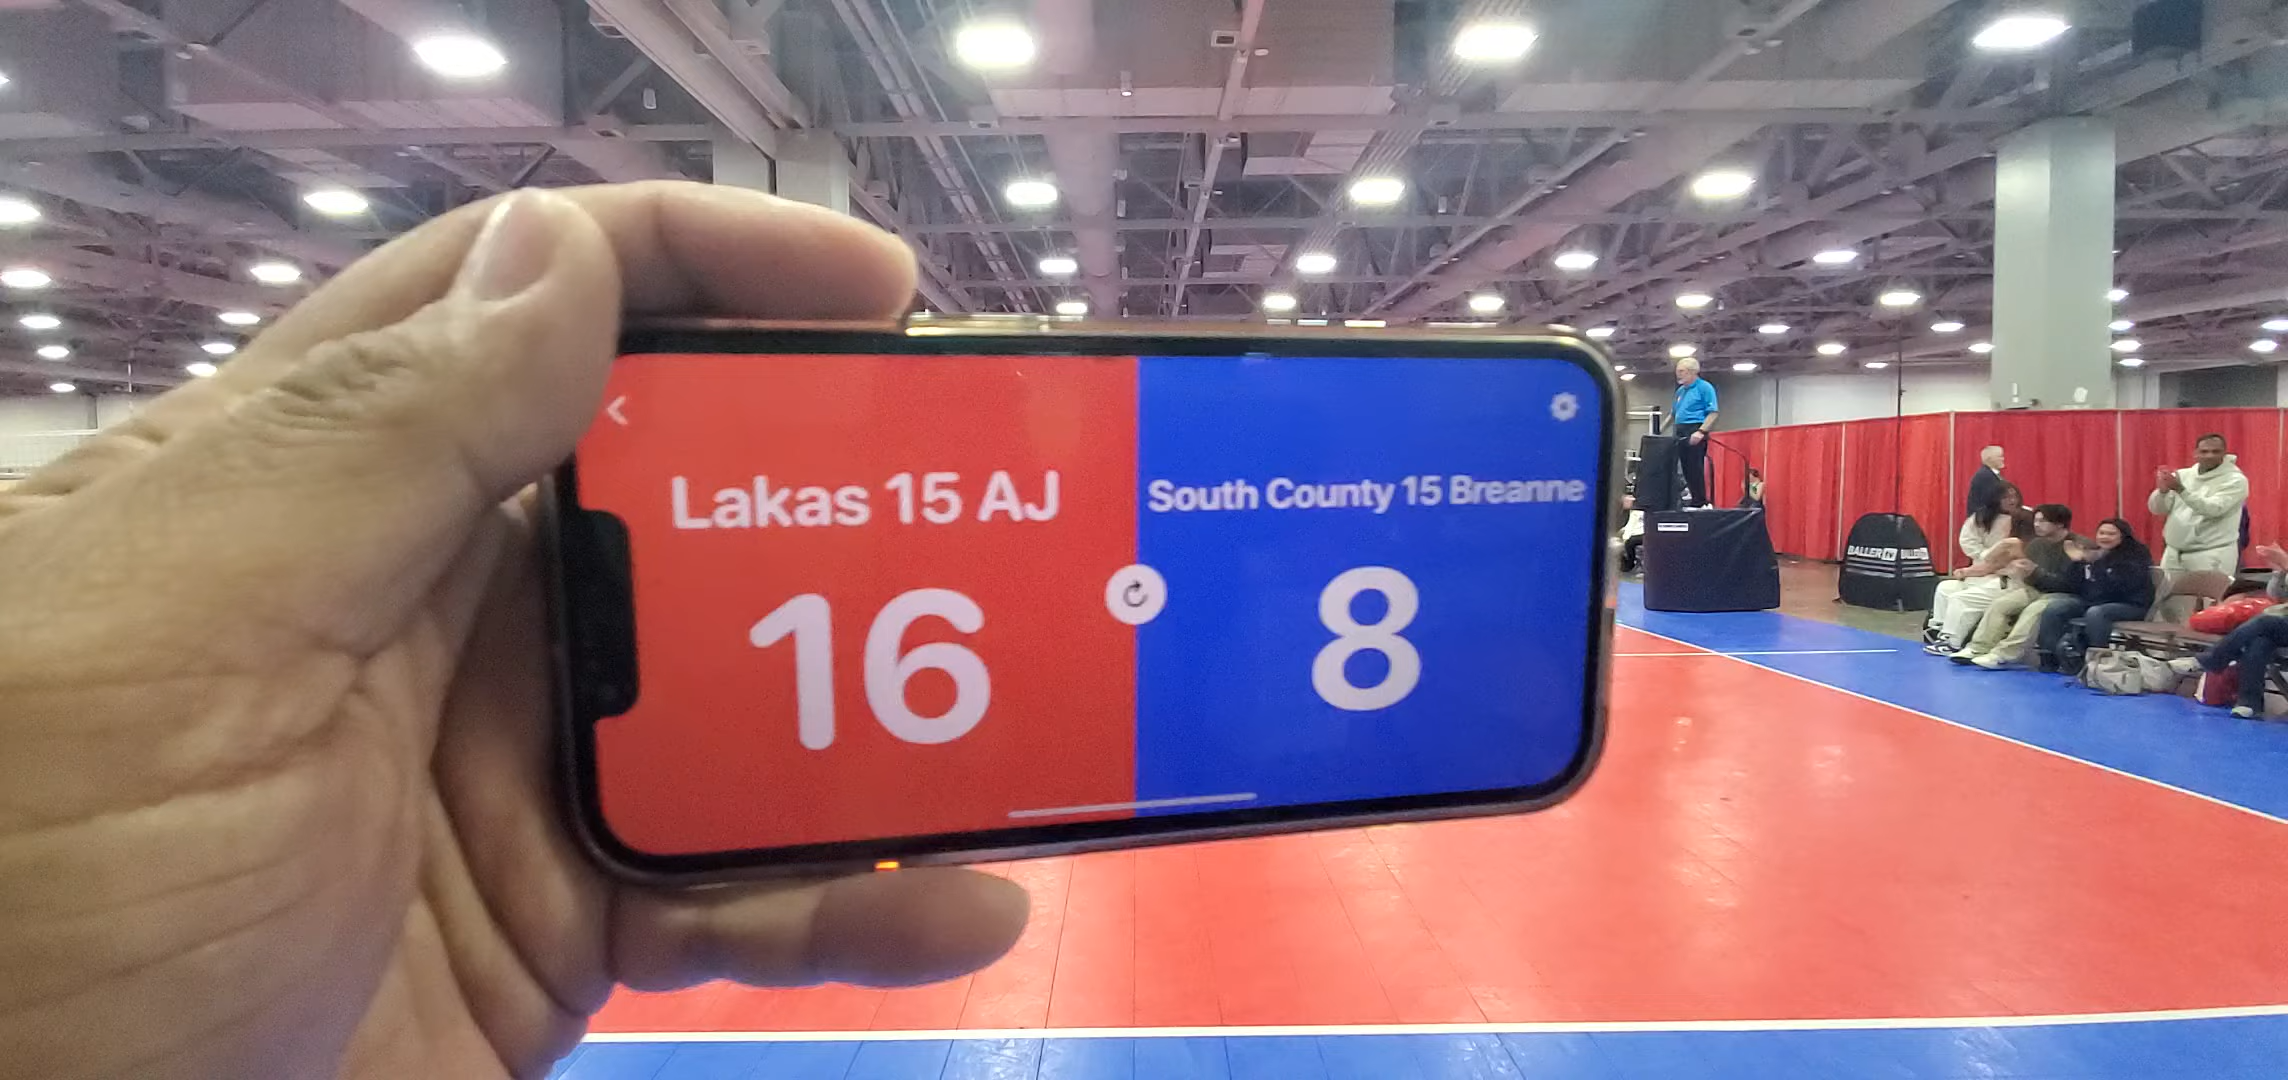 Lakas 15 AJ
16
South County 15 Breanne
8
BALLER TV